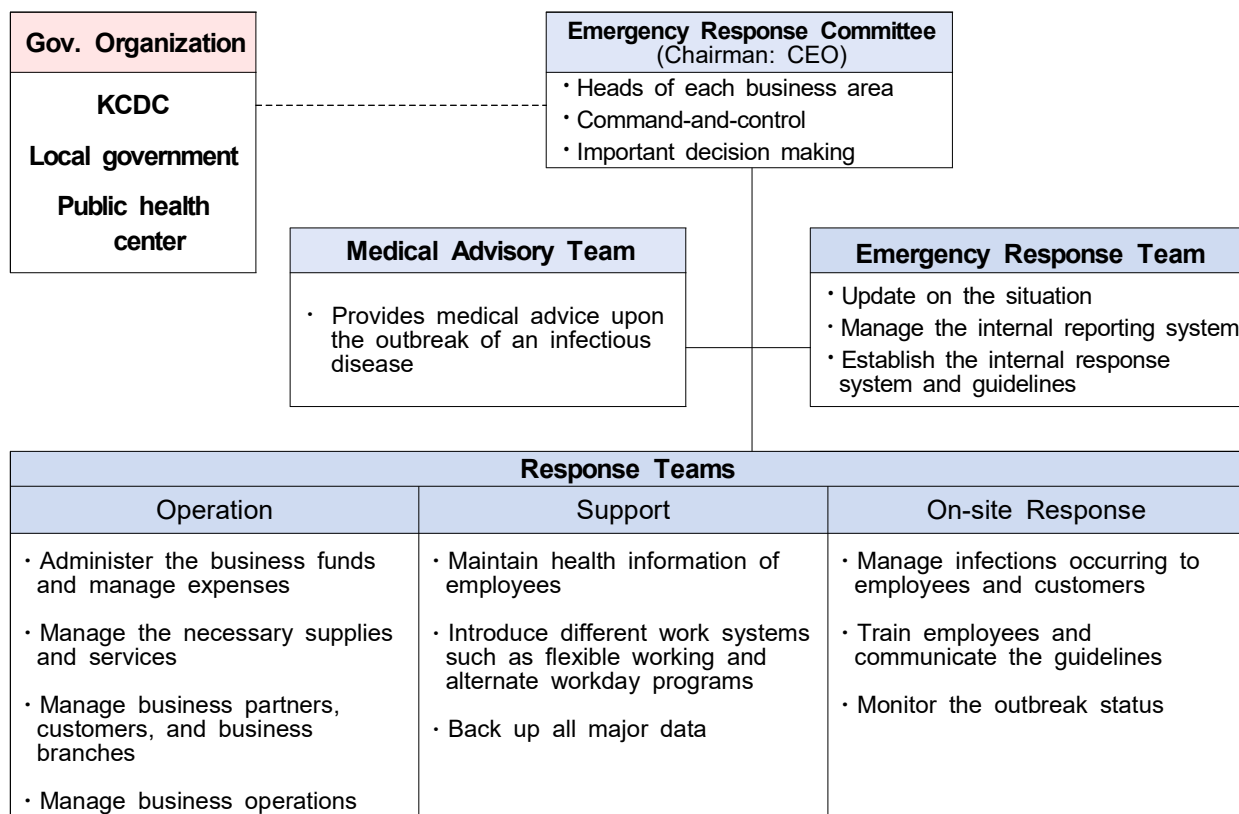 Gov. Organization
KCDC
Local government
Public health
center
Emergency Response Committee
(Chairman: CEO)
· Heads of each business area
· Command-and-control
· Important decision making
Medical Advisory Team
· Provides medical advice upon
the outbreak of an infectious
disease
Emergency Response Team
· Update on the situation
· Manage the internal reporting system
· Establish the internal response
system and guidelines
Response Teams
Operation
· Administer the business funds
and manage expenses
· Manage the necessary supplies
and services
· Manage business partners,
customers, and business
branches
· Manage business operations
Support
· Maintain health information of
employees
· Introduce different work systems
such as flexible working and
alternate workday programs
· Back up all major data
On-site Response
· Manage infections occurring to
employees and customers
· Train employees and
communicate the guidelines
· Monitor the outbreak status